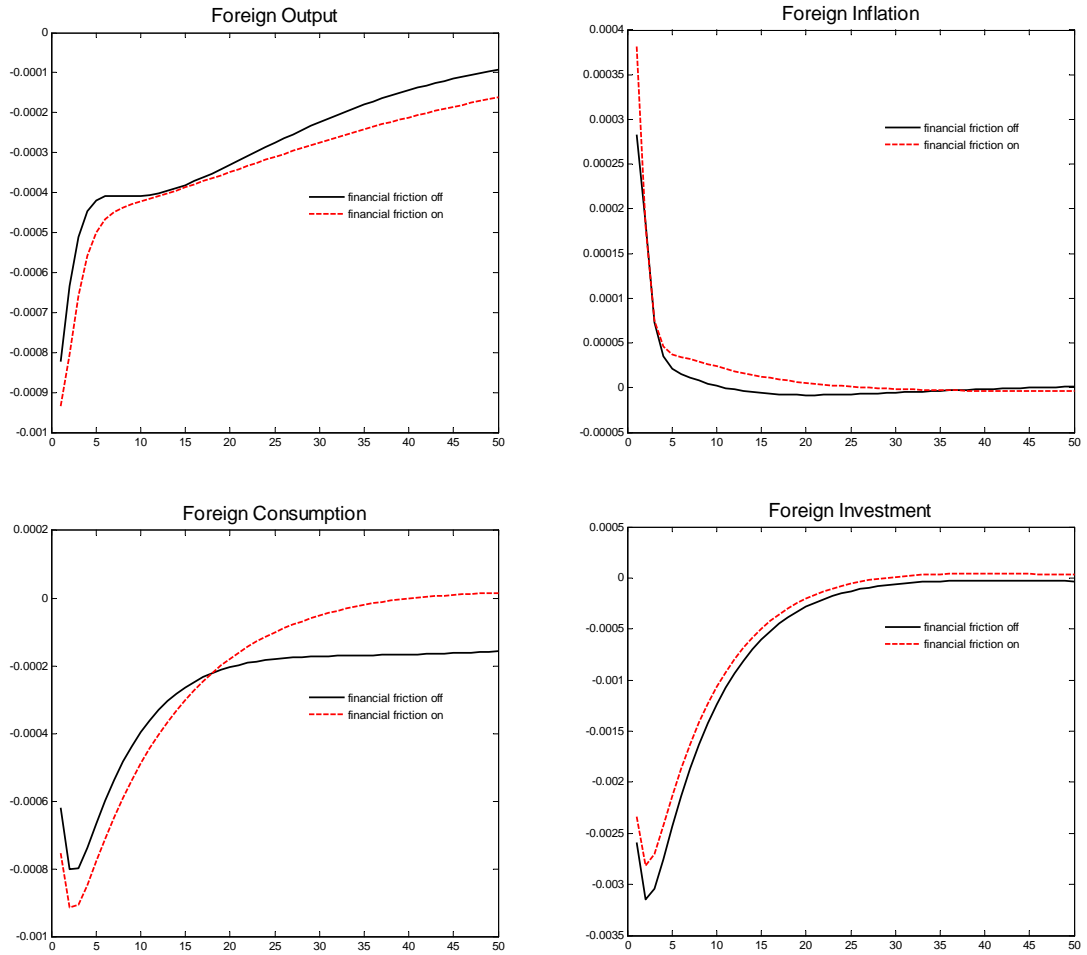 Foreign Output
0
-0.0001
-0.0002
-0.0003
-0.0004
-0.0005
-0.0006
-0.0007
-0.0008
-0.0009
-0.001
financial friction off
financial friction on
0 5 10 15 20 25 30 35 40 45 50
Foreign Inflation
0.0004
0.00035
0.0003
0.00025
0.0002
0.00015
0.0001
0.00005
0
-0.00005
financial friction off
financial friction on
0 5 10 15 20 25 30 35 40 45 50
Foreign Consumption
0.0002
0
-0.0002
-0.0004
-0.0006
-0.0008
-0.001
financial friction off
financial friction on
0 5 10 15 20 25 30 35 40 45 50
Foreign Investment
0.0005
0
-0.0005
-0.001
-0.0015
-0.002
-0.0025
-0.003
-0.0035
financial friction off
financial friction on
0 5 10 15 20 25 30 35 40 45 50